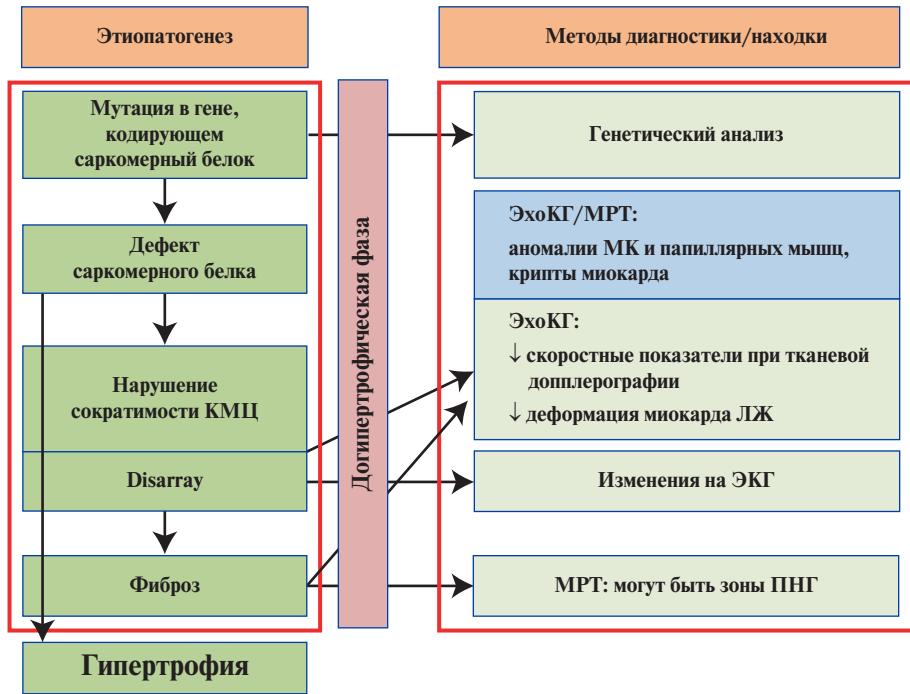 Этиопатогенез
Методы диагностики/находки
Мутация в гене,
кодирующем
саркомерный белок
Дефект
саркомерного белка
Нарушение
сократимости КМЦ
Disarray
Фиброз
Гипертрофия
Догипертрофическая фаза
Генетический анализ
ЭхоКГ/МРТ:
аномалии МК и папиллярных мышц,
крипты миокарда
ЭхоКГ:
↓ скоростные показатели при тканевой
допплерографии
↓ деформация миокарда ЛЖ
Изменения на ЭКГ
МРТ: могут быть зоны ПНГ